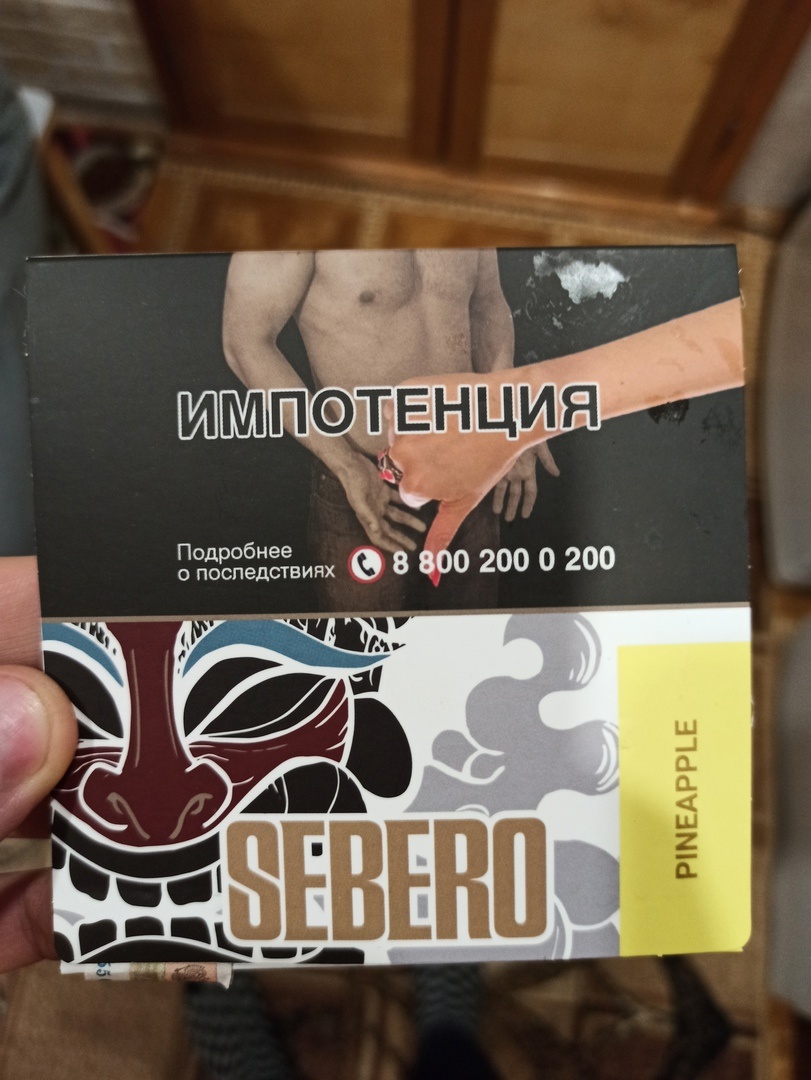 ИМПОТЕНЦИЯ
Подробнее
о последствиях
8 800 200 0 200
SEBERO
PINEAPPLE